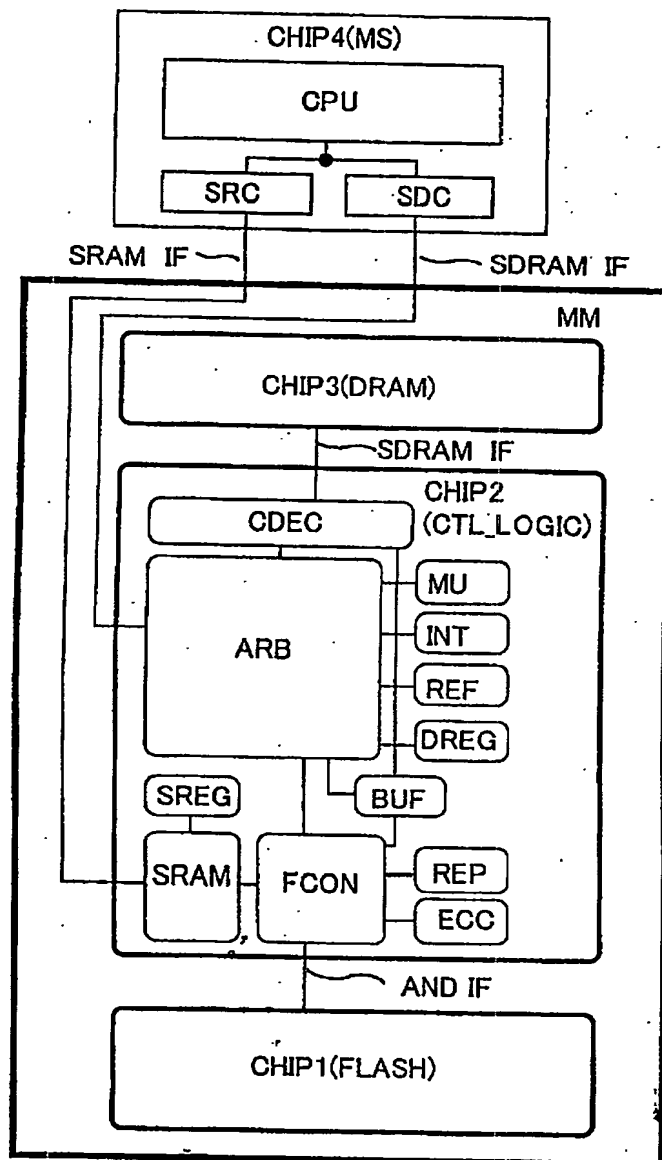 CHIP4(MS)
CPU
SRC
SDC
SRAM IF
SDRAM IF
MM
CHIP3(DRAM)
SDRAM IF
CHIP2
(CTL_LOGIC)
CDEC
MU
INT
ARB
REF
DREG
SREG
BUF
SRAM
FCON
REP
ECC
AND IF
CHIP1(FLASH)